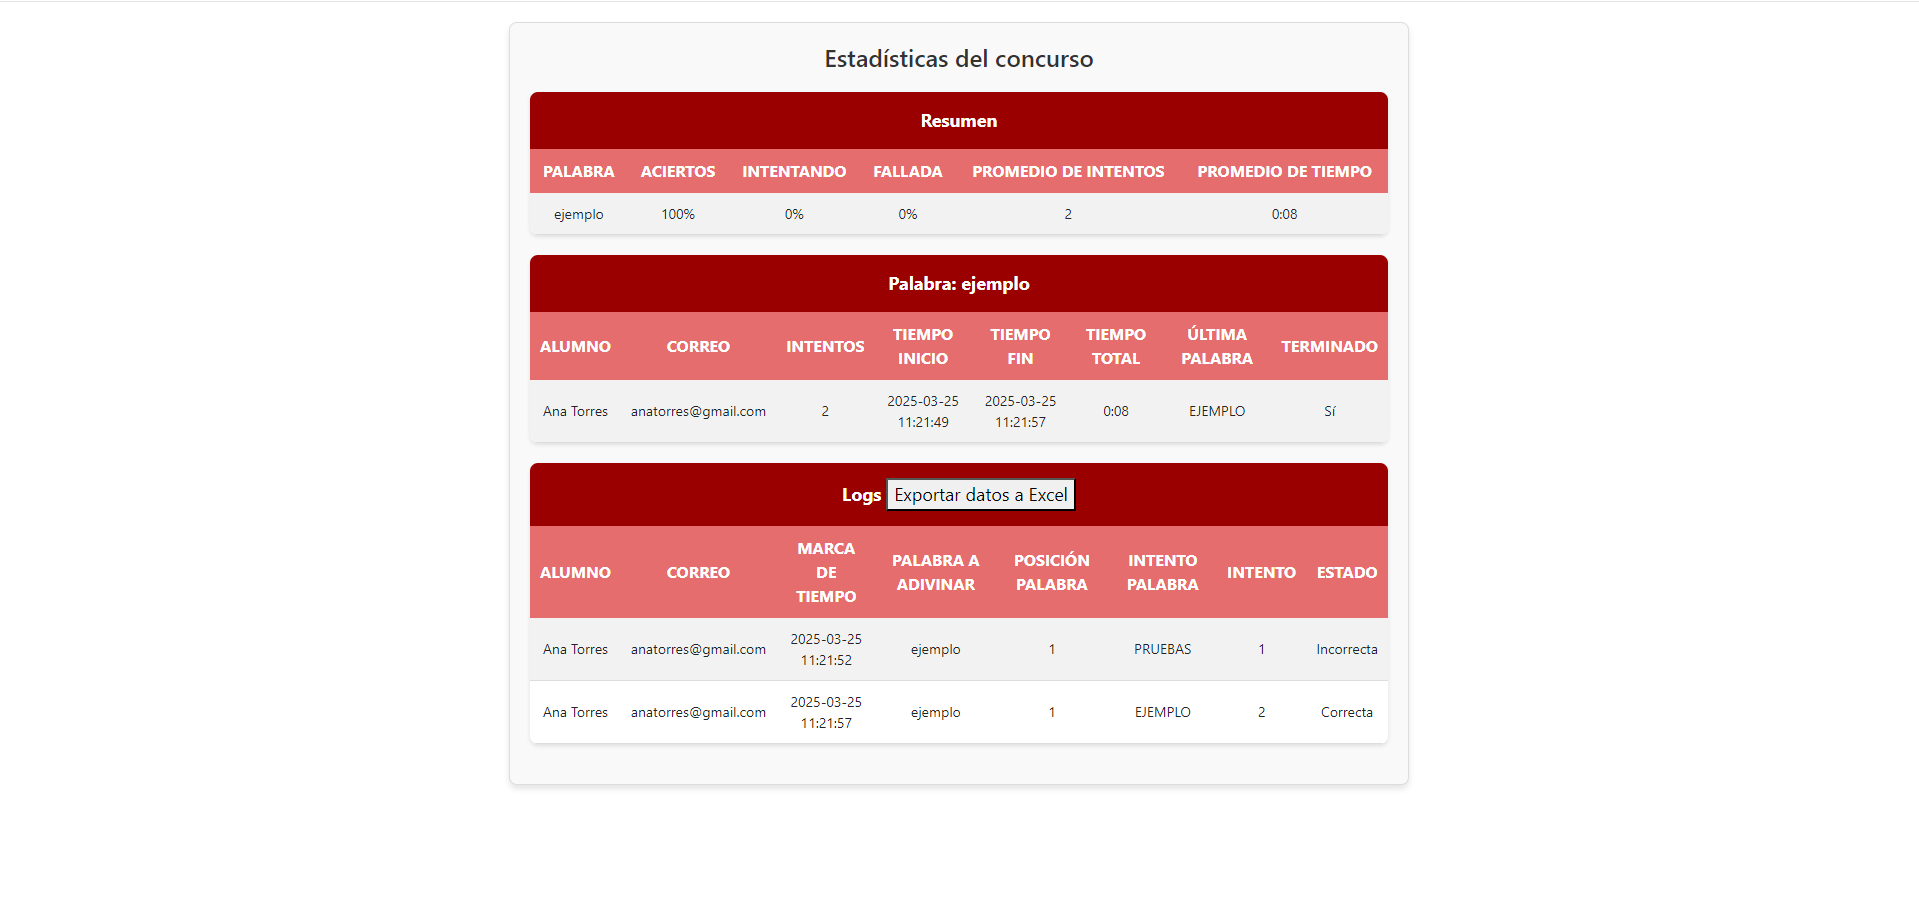 Estadísticas del concurso
Resumen
PALABRA ACIERTOS INTENTANDO FALLADA PROMEDIO DE INTENTOS PROMEDIO DE TIEMPO
ejemplo 100% 0% 0% 2 0:08
Palabra: ejemplo
ALUMNO CORREO INTENTOS TIEMPO INICIO TIEMPO FIN TIEMPO TOTAL ÚLTIMA PALABRA TERMINADO
Ana Torres anatorres@gmail.com 2 2025-03-25 11:21:49 2025-03-25 11:21:57 0:08 EJEMPLO Sí
Logs Exportar datos a Excel
ALUMNO CORREO MARCA DE TIEMPO PALABRA A ADIVINAR POSICIÓN PALABRA INTENTO PALABRA INTENTO ESTADO
Ana Torres anatorres@gmail.com 2025-03-25 11:21:52 ejemplo 1 PRUEBAS 1 Incorrecta
Ana Torres anatorres@gmail.com 2025-03-25 11:21:57 ejemplo 1 EJEMPLO 2 Correcta